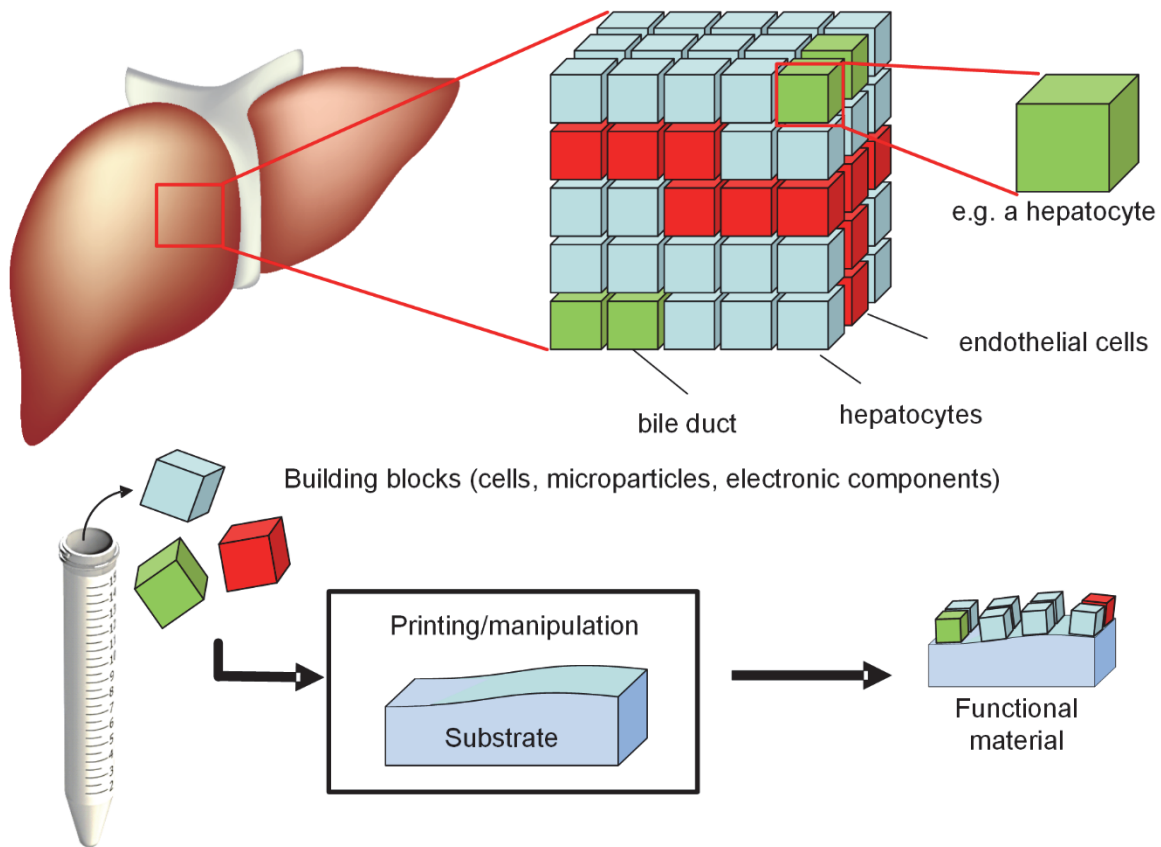 e.g. a hepatocyte
endothelial cells
hepatocytes
bile duct
Building blocks (cells, microparticles, electronic components)
Printing/manipulation
Substrate
Functional
material